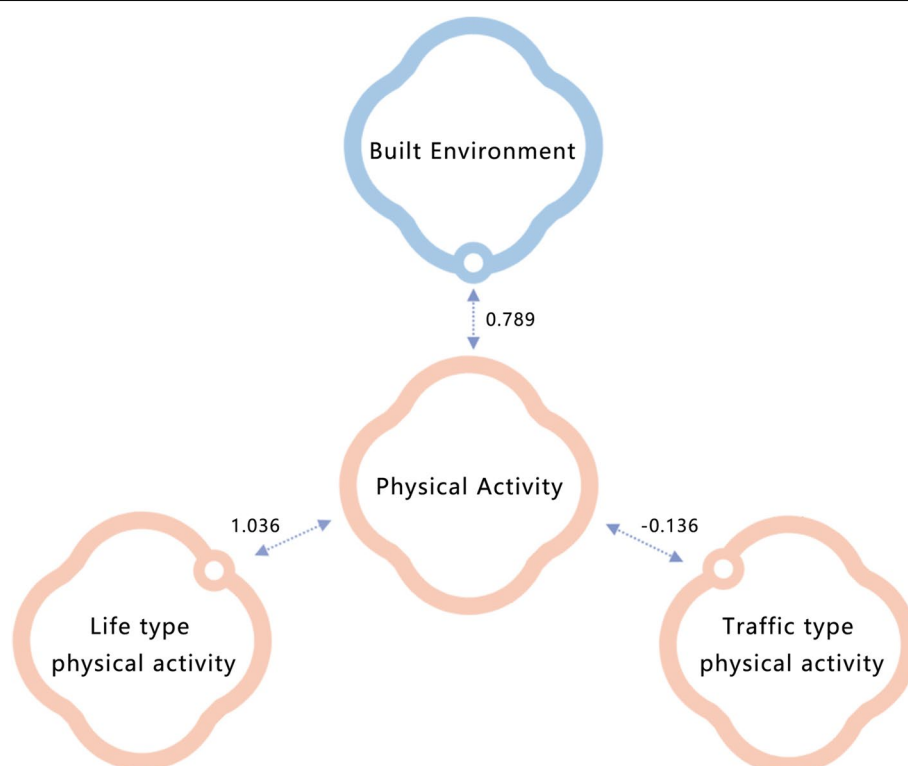 Built Environment
0.789
Physical Activity
1.036
-0.136
Life type
physical activity
Traffic type
physical activity